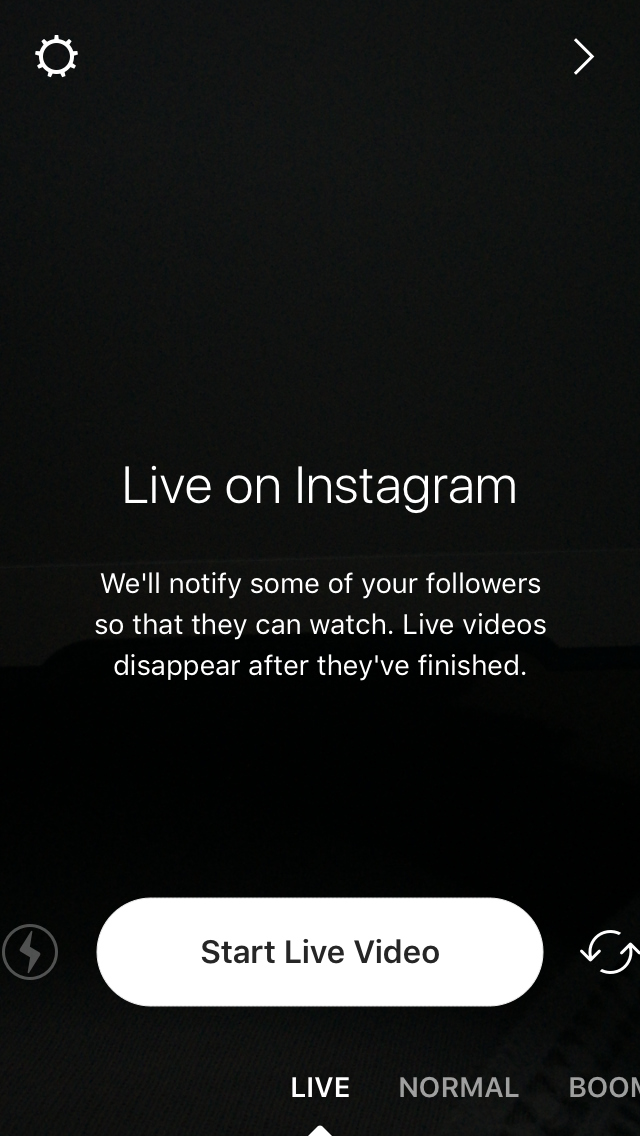 Live on Instagram
We'll notify some of your followers
so that they can watch. Live videos
disappear after they've finished.
Start Live Video
LIVE NORMAL BOOM